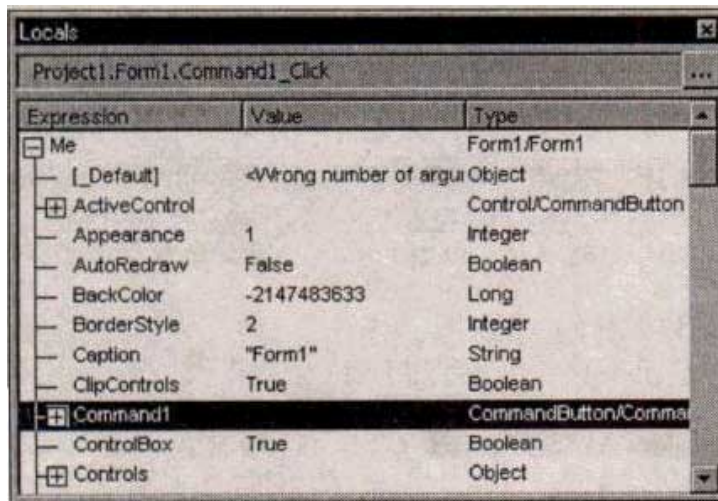 Locals
Project1.Form1.Command1_Click ...
Expression Value Type
Me Form1/Form1
[_Default] <Wrong number of argui Object
ActiveControl Control/CommandButton
Appearance 1 Integer
AutoRedraw False Boolean
BackColor -2147483633 Long
BorderStyle 2 Integer
Caption "Form1" String
ClipControls True Boolean
Command1 CommandButton/Commai
ControlBox True Boolean
Controls Object